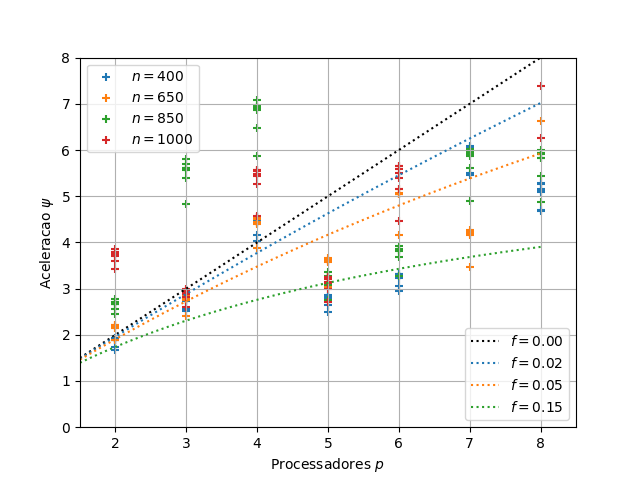 n = 400
n = 650
n = 850
n = 1000
8
7
6
5
4
3
2
1
0
Aceleracao ψ
f = 0.00
f = 0.02
f = 0.05
f = 0.15
2 3 4 5 6 7 8
Processadores p